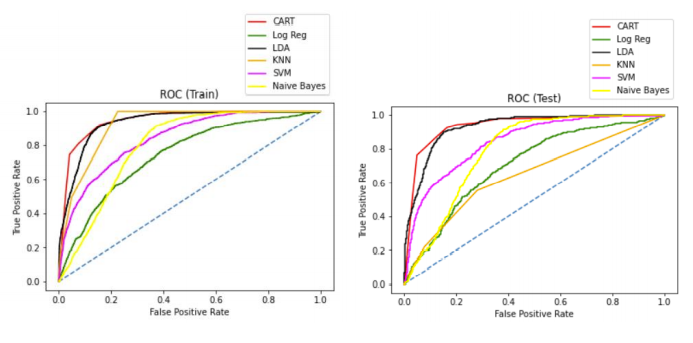 CART
Log Reg
LDA
KNN
SVM
Naive Bayes
ROC (Train)
1.0
0.8
0.6
0.4
0.2
0.0
True Positive Rate
0.0 0.2 0.4 0.6 0.8 1.0
False Positive Rate
CART
Log Reg
LDA
KNN
SVM
Naive Bayes
ROC (Test)
1.0
0.8
0.6
0.4
0.2
0.0
True Positive Rate
0.0 0.2 0.4 0.6 0.8 1.0
False Positive Rate